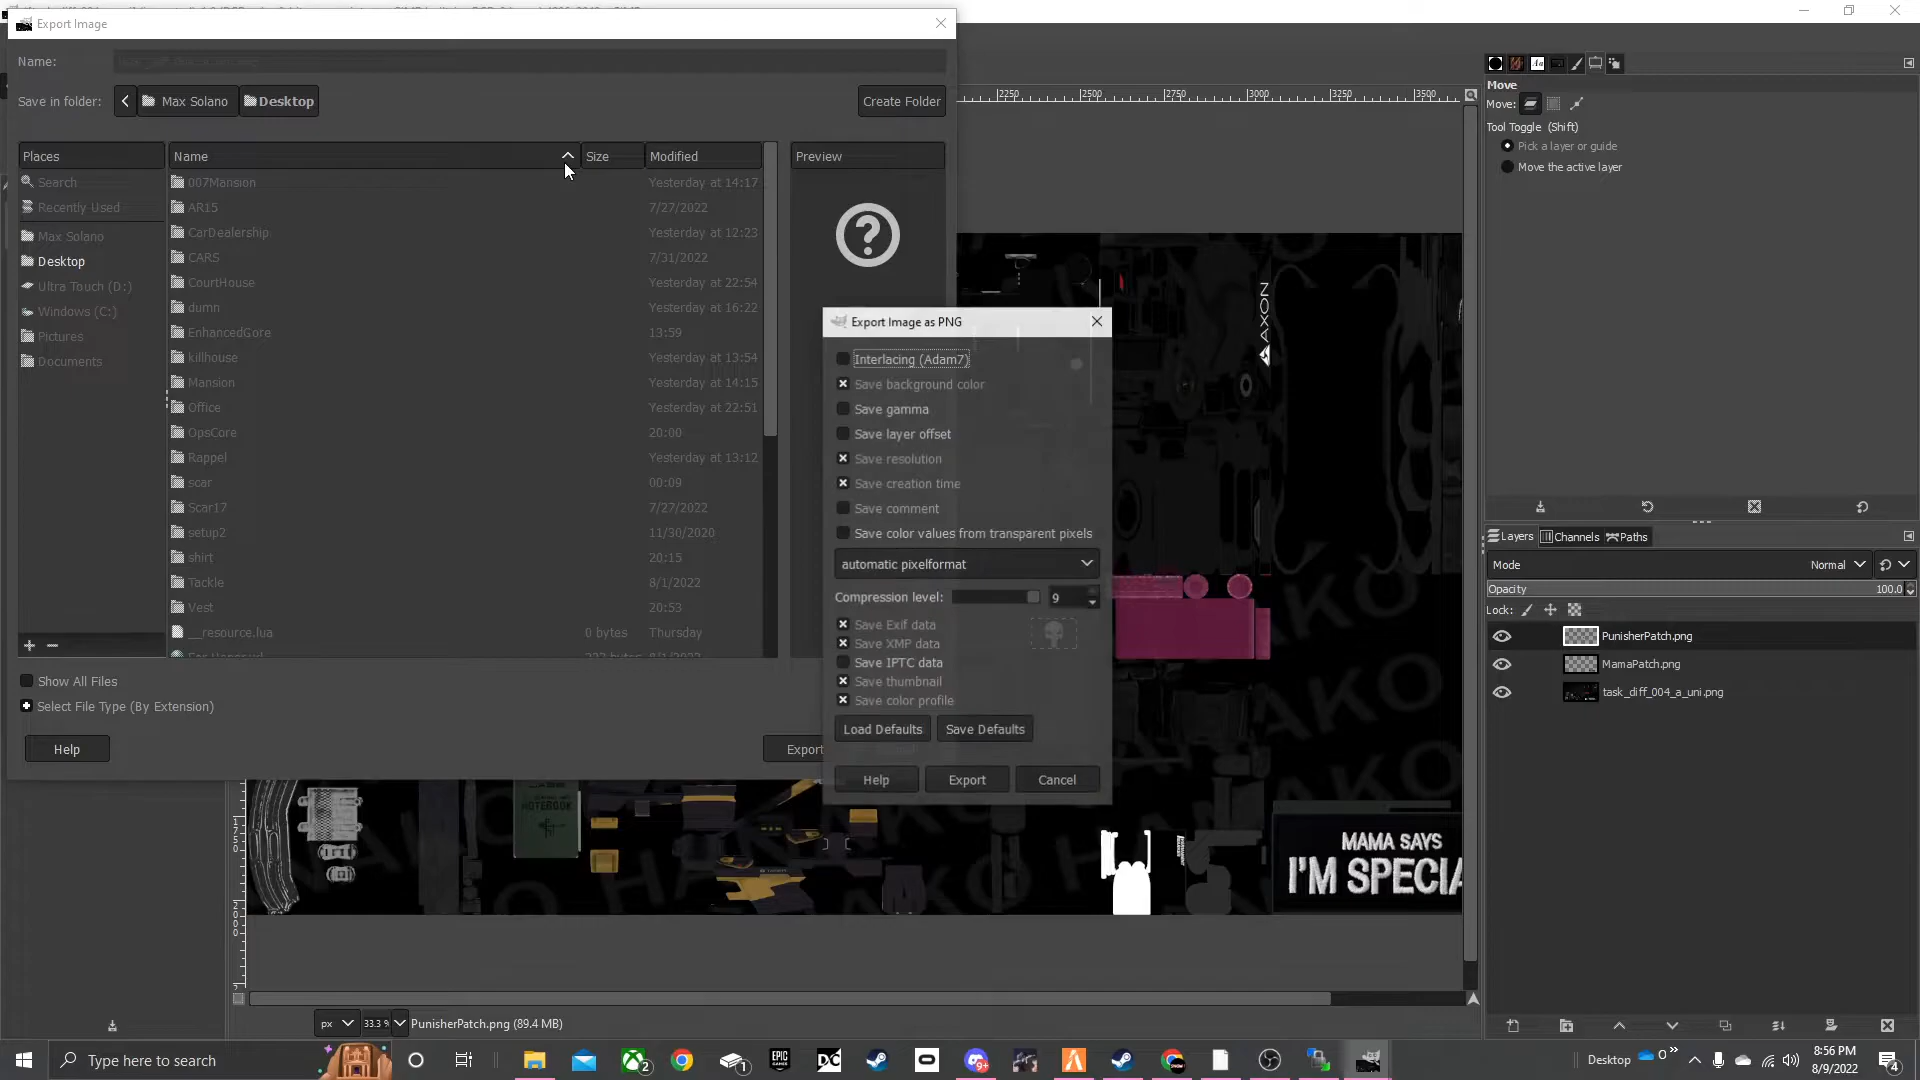 Export Image
Name:
Save in folder:
Max Solano
Desktop
Create Folder
Places
Name
Size
Modified
Preview
Search
Recently Used
Max Solano
Desktop
Ultra Touch (D:)
Windows (C:)
Pictures
Documents
007Mansion Yesterday at 14:17
AR15 7/27/2022
CarDealership Yesterday at 12:23
CARS 7/31/2022
CourtHouse Yesterday at 22:54
dumn Yesterday at 16:22
EnhancedGore 13:59
killhouse Yesterday at 13:54
Mansion Yesterday at 14:15
Office Yesterday at 22:51
OpsCore 20:00
Rappel Yesterday at 13:12
scar 00:09
Scar17 7/27/2022
setup2 11/30/2020
shirt 20:15
Tackle 8/1/2022
Vest 20:53
__resource.lua 0 bytes Thursday
Show All Files
Select File Type (By Extension)
Help
Export
Export Image as PNG
Interlacing (Adam7)
Save background color
Save gamma
Save layer offset
Save resolution
Save creation time
Save comment
Save color values from transparent pixels
automatic pixelformat
Compression level: 9
Save Exif data
Save XMP data
Save IPTC data
Save thumbnail
Save color profile
Load Defaults
Save Defaults
Help
Export
Cancel
2250 2500 2750 3000 3250 3500
AXON
NOTEBOOK
MAMA SAYS
I'M SPECIA
Move
Move:
Tool Toggle (Shift)
Pick a layer or guide
Move the active layer
Layers
Channels
Paths
Mode Normal
Opacity 100.0
Lock:
PunisherPatch.png
MamaPatch.png
task_diff_004_a_uni.png
px
33.3 %
PunisherPatch.png (89.4 MB)
Type here to search
Desktop
8:56 PM
8/9/2022